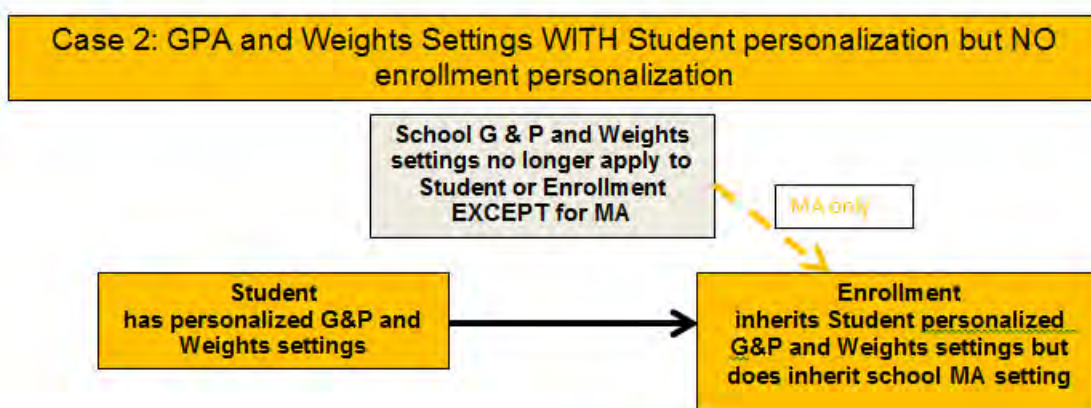 Case 2: GPA and Weights Settings WITH Student personalization but NO
enrollment personalization
School G & P and Weights
settings no longer apply to
Student or Enrollment
EXCEPT for MA
MA only
Student
has personalized G&P and
Weights settings
Enrollment
inherits Student personalized
G&P and Weights settings but
does inherit school MA setting